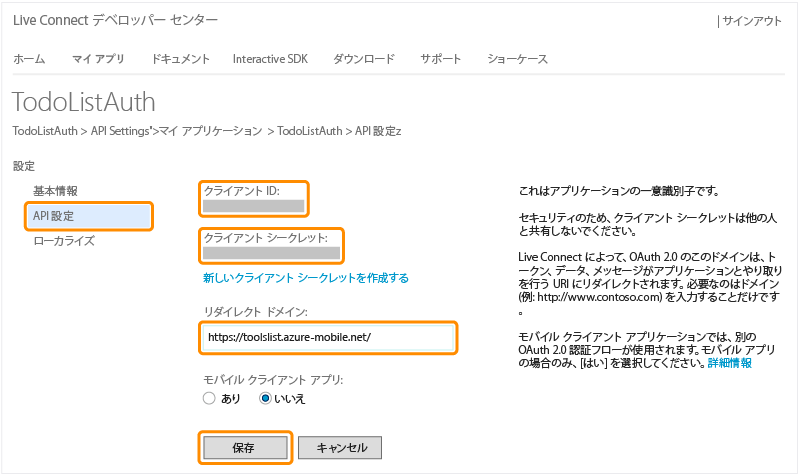 Live Connect デベロッパー センター
| サインアウト
ホーム マイ アプリ ドキュメント Interactive SDK ダウンロード サポート ショーケース
TodoListAuth
TodoListAuth > API Settings">マイ アプリケーション > TodoListAuth > API 設定z
設定
基本情報
API 設定
ローカライズ
クライアント ID:
クライアント シークレット:
新しいクライアント シークレットを作成する
リダイレクト ドメイン:
https://toolslist.azure-mobile.net/
モバイル クライアント アプリ:
あり いいえ
保存 キャンセル
これはアプリケーションの一意識別子です。
セキュリティのため、クライアント シークレットは他の人
と共有しないでください。
Live Connect によって、OAuth 2.0 のこのドメインは、ト
ークン、データ、メッセージがアプリケーションとやり取り
を行う URI にリダイレクトされます。必要なのはドメイン
(例: http://www.contoso.com) を入力することだけです
。
モバイル クライアント アプリケーションでは、別の
OAuth 2.0 認証フローが使用されます。モバイル アプリ
の場合のみ、[はい] を選択してください。詳細情報